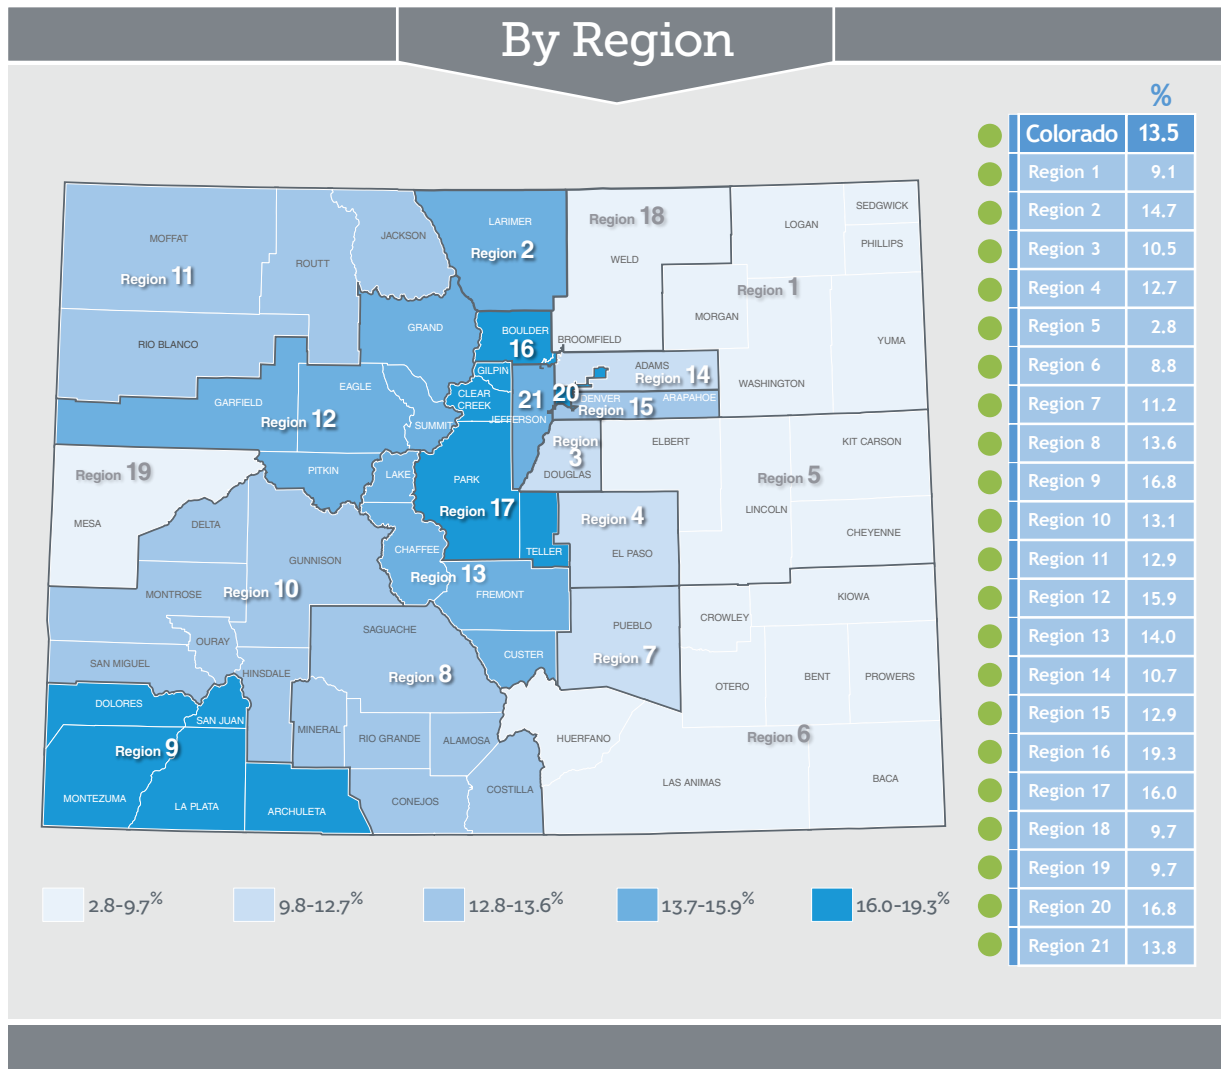 By Region
%
Colorado 13.5
Region 1 9.1
Region 2 14.7
Region 3 10.5
Region 4 12.7
Region 5 2.8
Region 6 8.8
Region 7 11.2
Region 8 13.6
Region 9 16.8
Region 10 13.1
Region 11 12.9
Region 12 15.9
Region 13 14.0
Region 14 10.7
Region 15 12.9
Region 16 19.3
Region 17 16.0
Region 18 9.7
Region 19 9.7
Region 20 16.8
Region 21 13.8
MOFFAT
Region 11
ROUTT
JACKSON
RIO BLANCO
LARIMER
Region 2
Region 18
WELD
LOGAN
SEDGWICK
PHILLIPS
Region 1
MORGAN
YUMA
WASHINGTON
GRAND
BOULDER
16
BROOMFIELD
GILPIN
CLEAR
CREEK
21
JEFFERSON
20
ADAMS
Region 14
DENVER
ARAPAHOE
Region 15
EAGLE
GARFIELD
Region 12
SUMMIT
PITKIN
LAKE
PARK
Region 17
TELLER
Region
3
DOUGLAS
ELBERT
KIT CARSON
Region 5
LINCOLN
CHEYENNE
Region 19
MESA
DELTA
GUNNISON
MONTROSE
Region 10
OURAY
SAN MIGUEL
HINSDALE
CHAFFEE
Region 13
FREMONT
CUSTER
Region 4
EL PASO
PUEBLO
Region 7
KIOWA
CROWLEY
OTERO
BENT
PROWERS
Region 6
HUERFANO
LAS ANIMAS
BACA
SAGUACHE
Region 8
MINERAL
RIO GRANDE
ALAMOSA
CONEJOS
COSTILLA
DOLORES
SAN JUAN
Region 9
MONTEZUMA
LA PLATA
ARCHULETA
2.8-9.7%
9.8-12.7%
12.8-13.6%
13.7-15.9%
16.0-19.3%